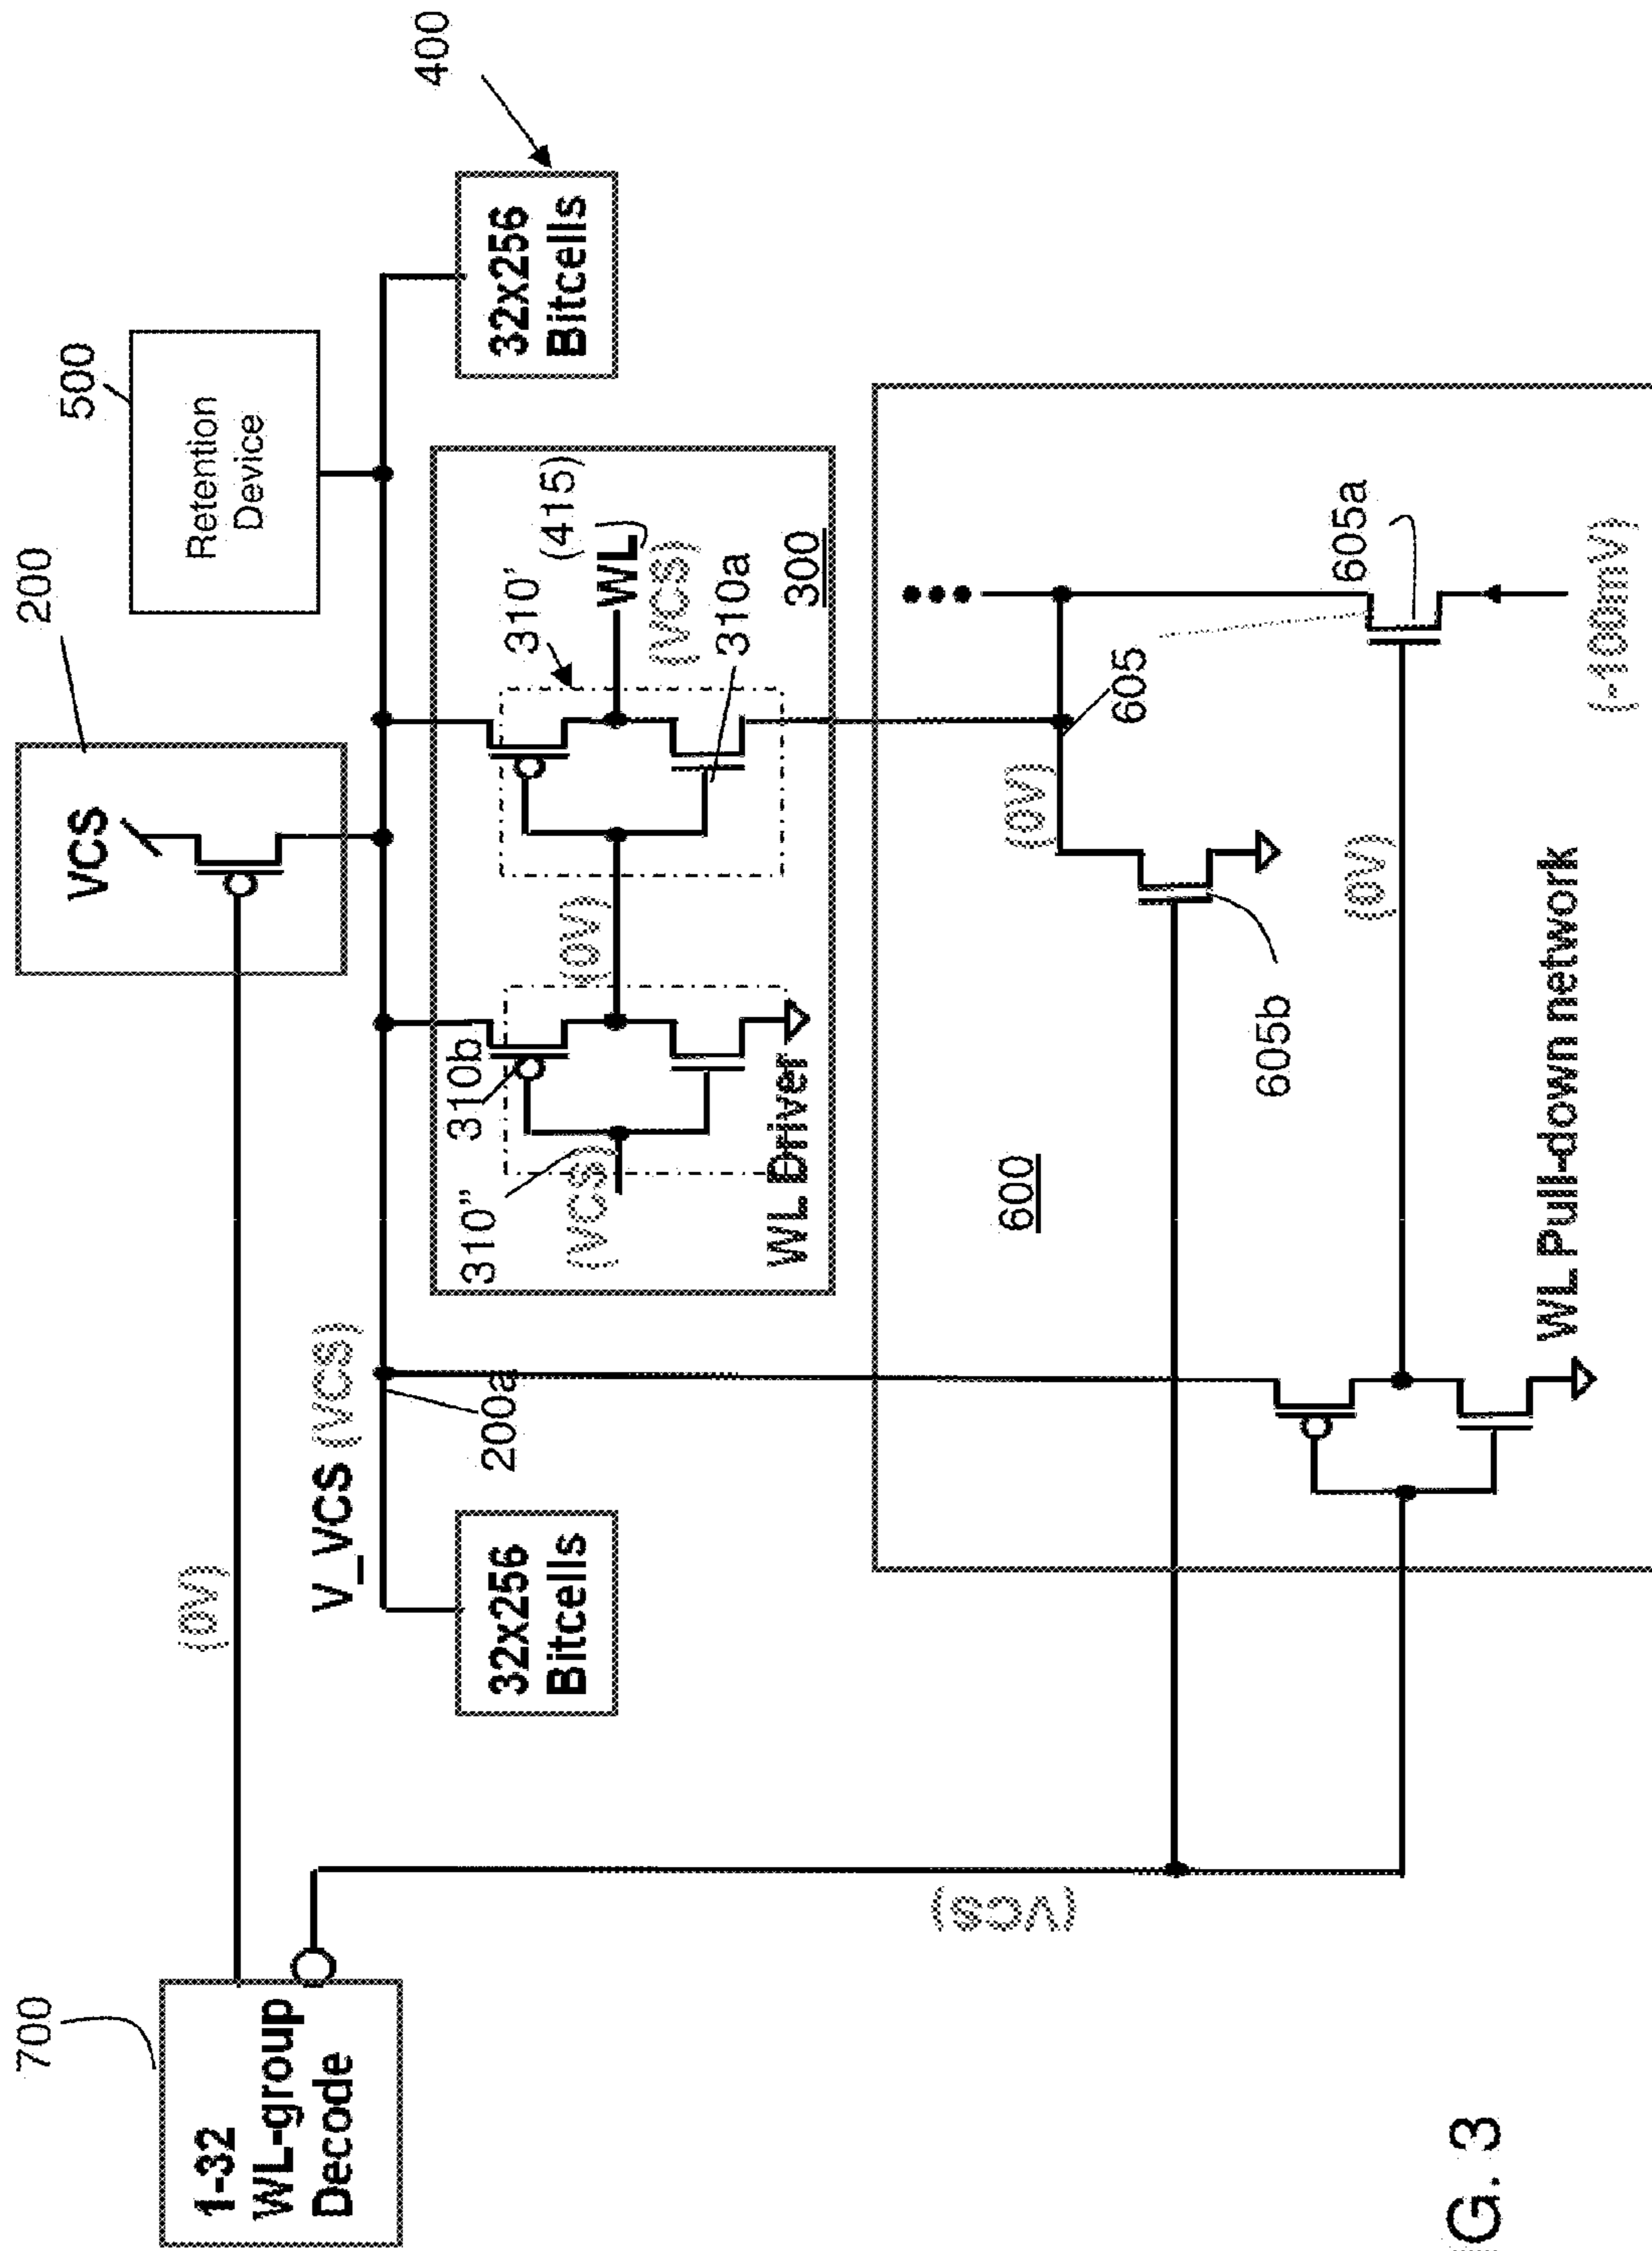 700
1-32
WL-group
Decode
(0V)
200
VCS
500
Retention
Device
400
V_VCS (VCS)
200a
32x256
Bitcells
32x256
Bitcells
310"
310b
(VCS)
(0V)
310'
(415)
WL
(VCS)
310a
300
WL Driver
(VCS)
600
(0V)
605
605b
605a
(0V)
(-100mV)
WL Pull-down network
G. 3